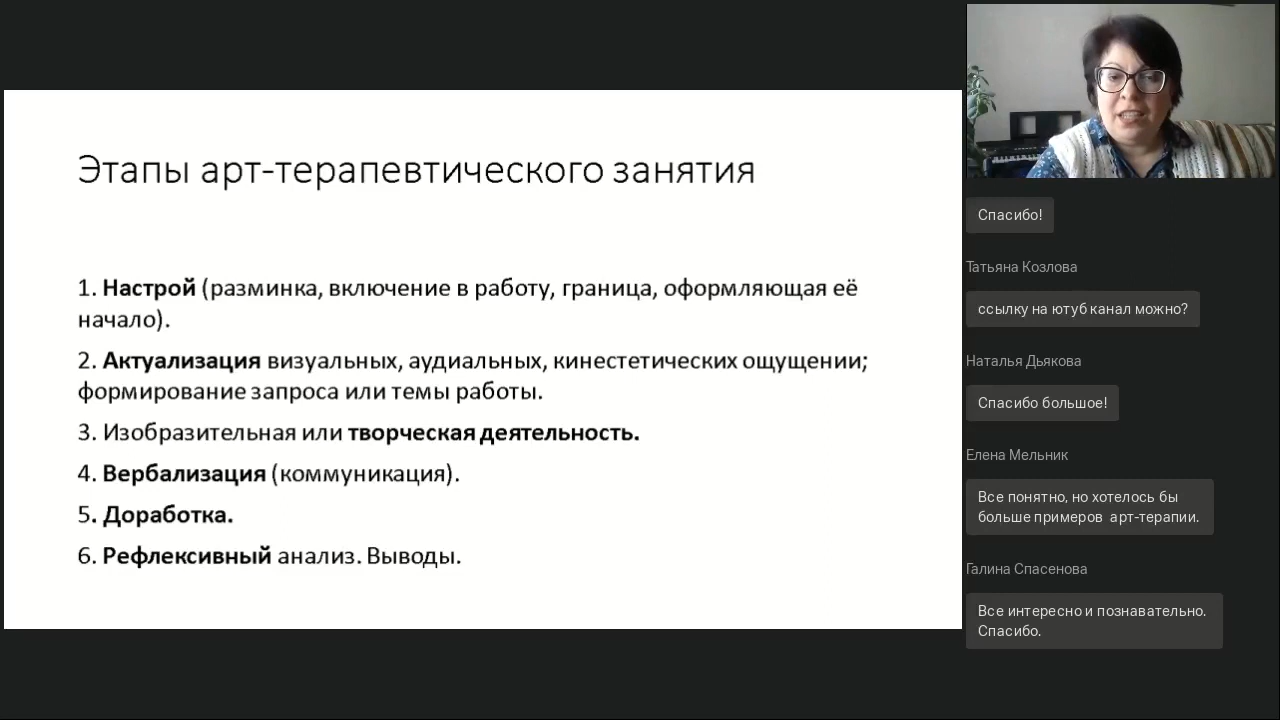 Этапы арт-терапевтического занятия
1. Настрой (разминка, включение в работу, граница, оформляющая её
начало).
2. Актуализация визуальных, аудиальных, кинестетических ощущении;
формирование запроса или темы работы.
3. Изобразительная или творческая деятельность.
4. Вербализация (коммуникация).
5. Доработка.
6. Рефлексивный анализ. Выводы.
Спасибо!
Татьяна Козлова
ссылку на ютуб канал можно?
Наталья Дьякова
Спасибо большое!
Елена Мельник
Все понятно, но хотелось бы
больше примеров арт-терапии.
Галина Спасенова
Все интересно и познавательно.
Спасибо.